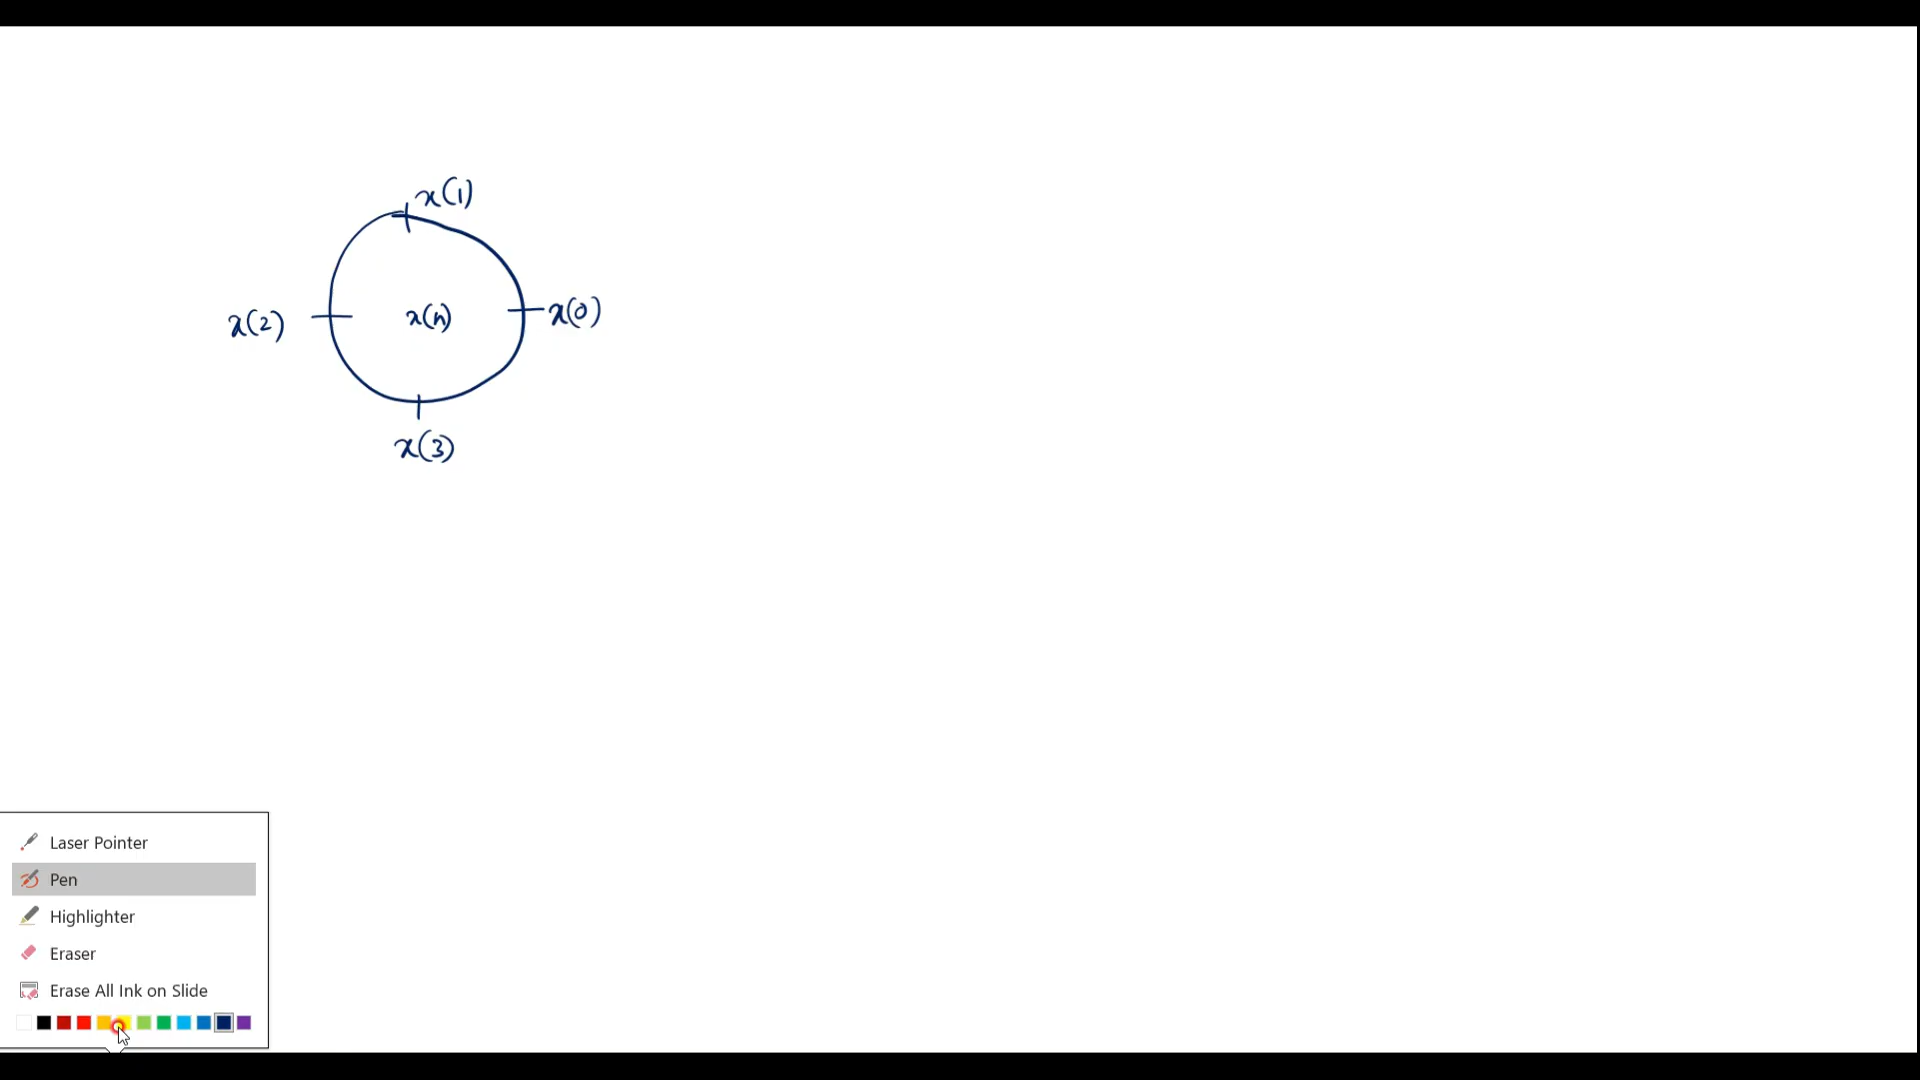 x(1)
x(2)
x(n)
x(0)
x(3)
Laser Pointer
Pen
Highlighter
Eraser
Erase All Ink on Slide